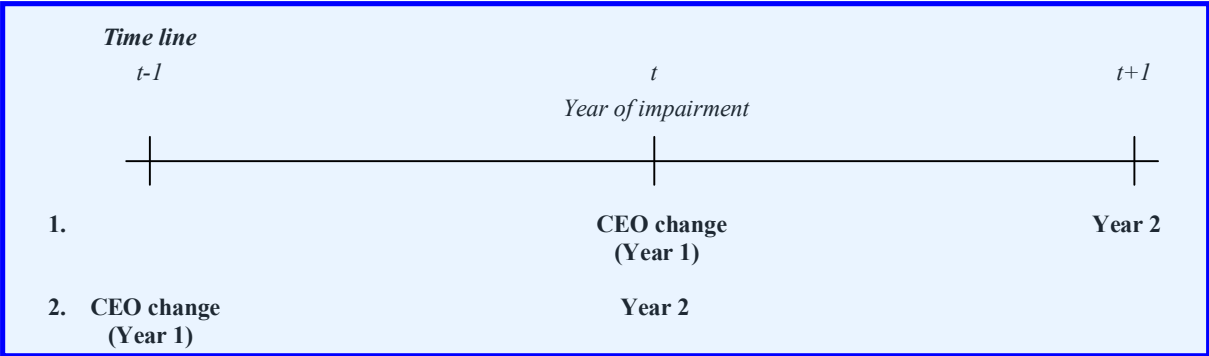 Time line
t-1 t t+1
Year of impairment
1. CEO change Year 2
(Year 1)
2. CEO change Year 2
(Year 1)